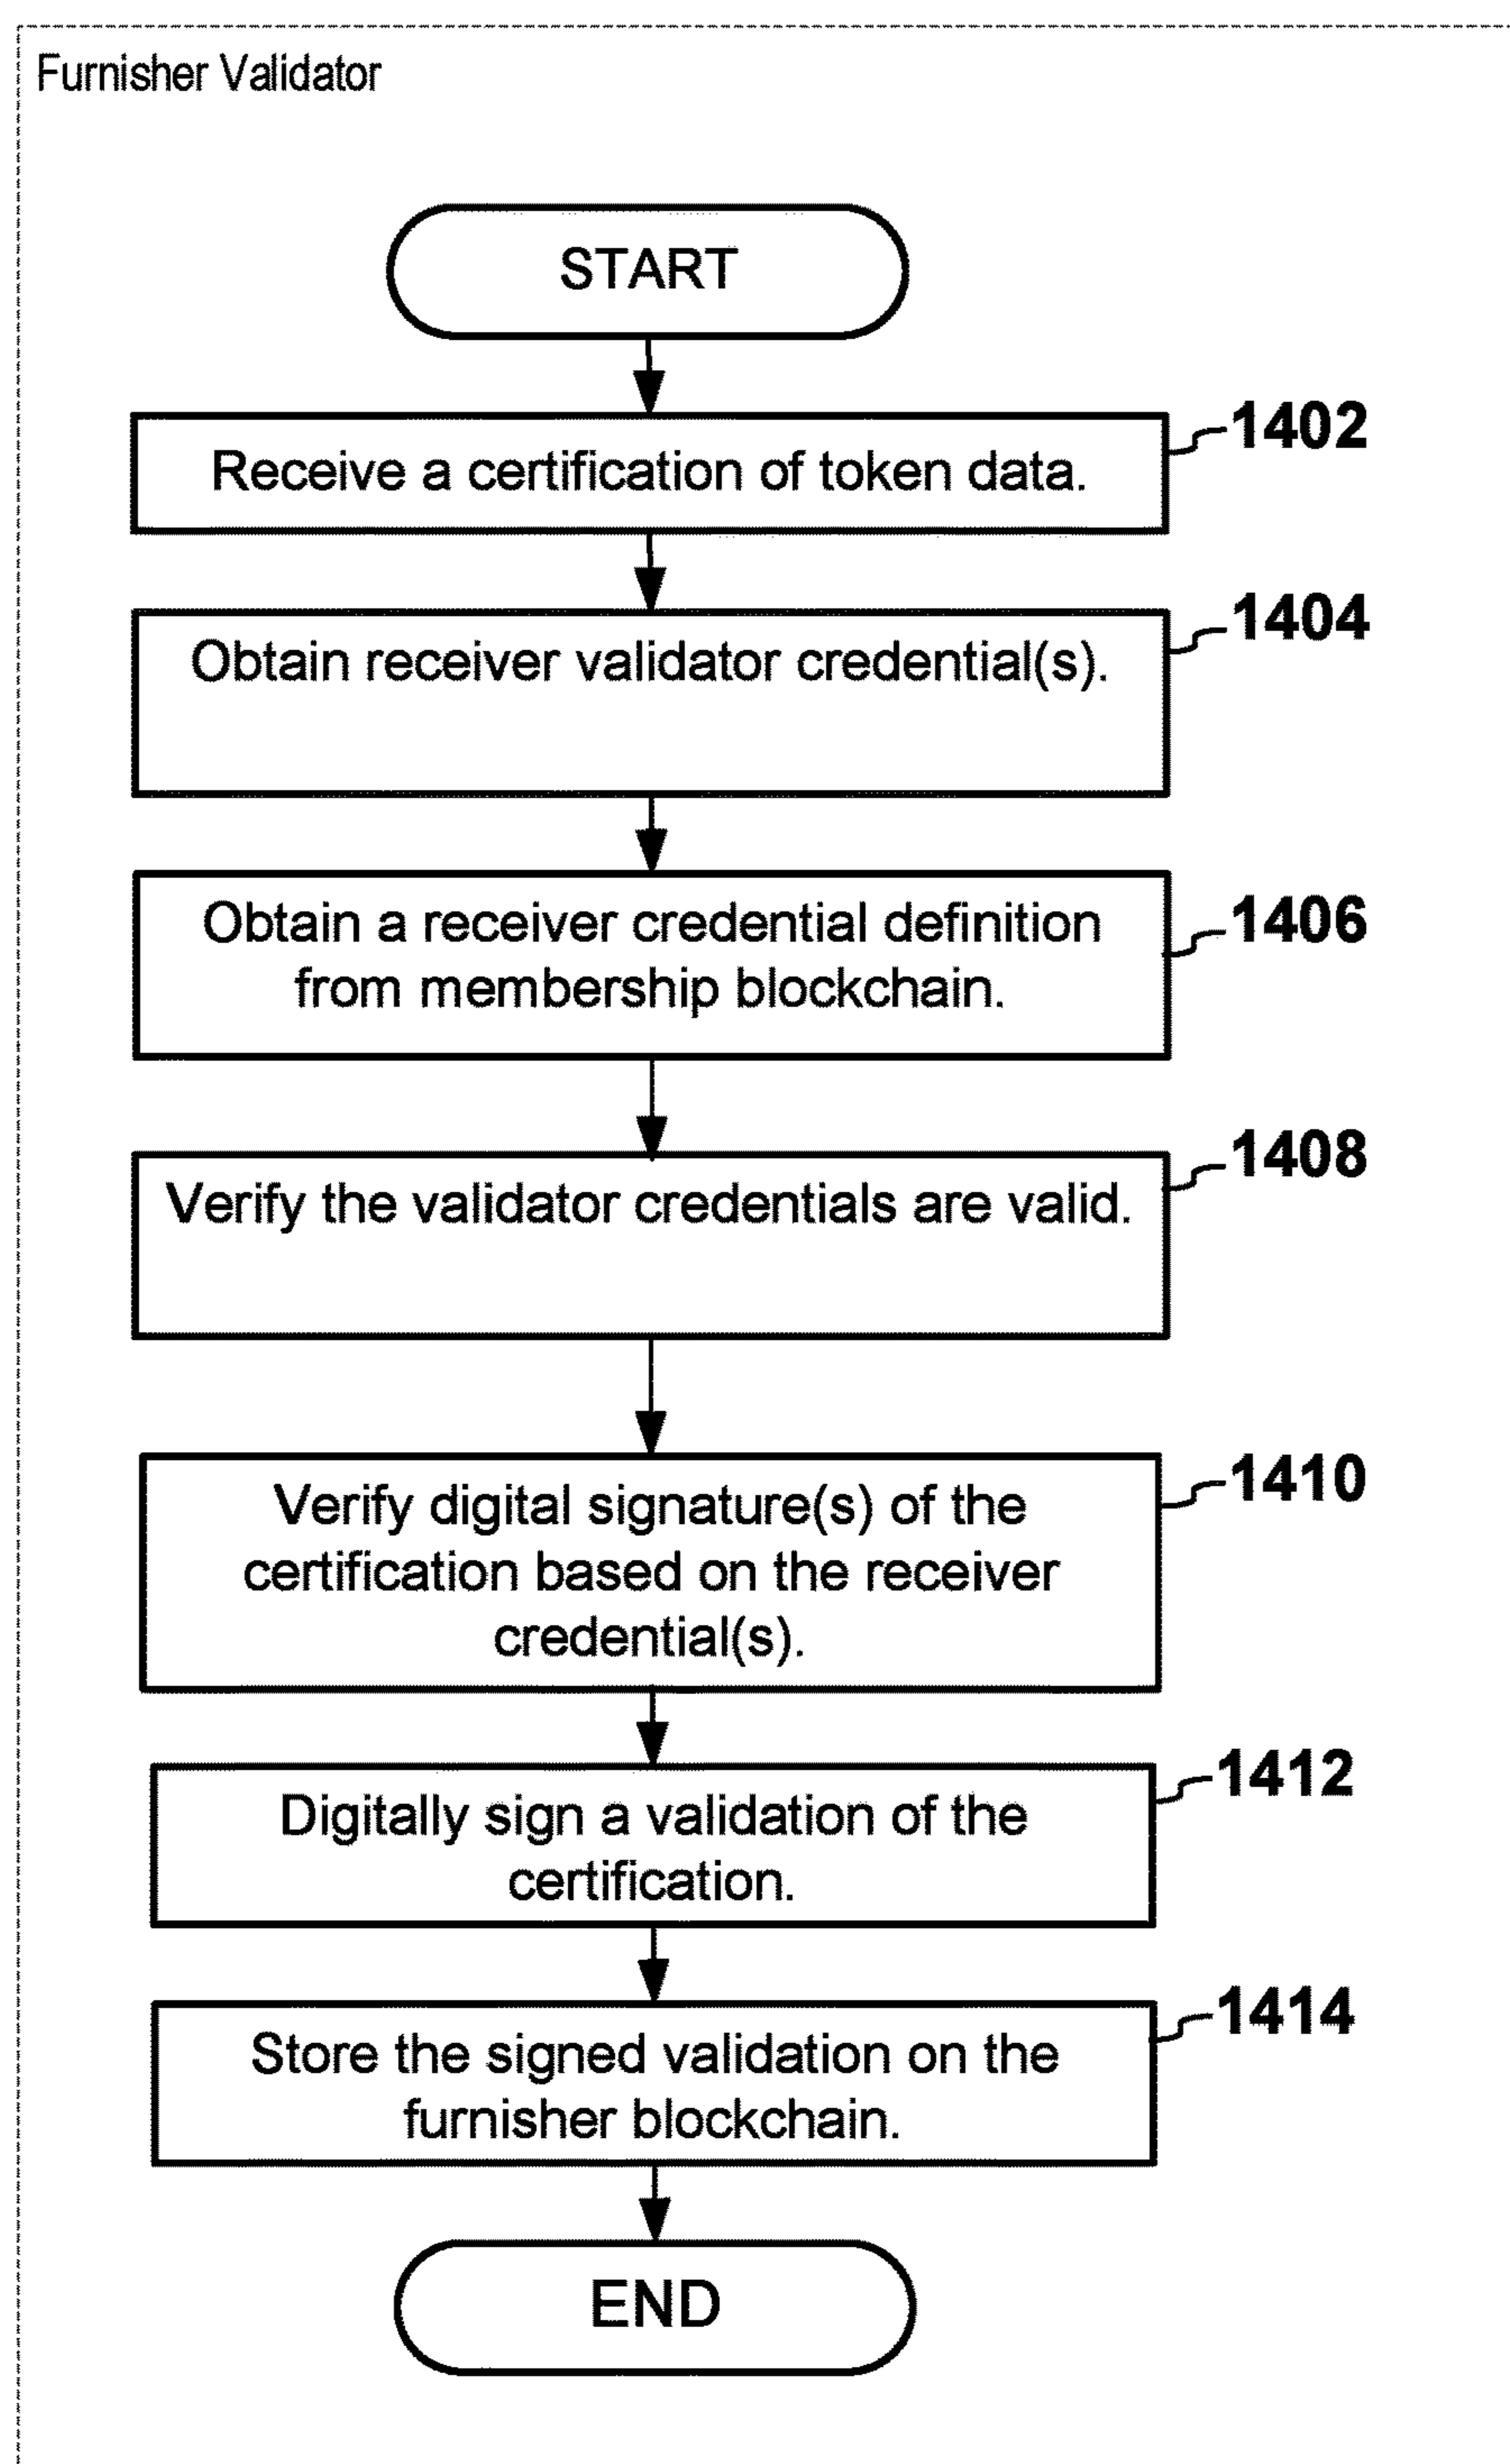 Furnisher Validator
START
1402
Receive a certification of token data.
1404
Obtain receiver validator credential(s).
1406
Obtain a receiver credential definition
from membership blockchain.
1408
Verify the validator credentials are valid.
1410
Verify digital signature(s) of the
certification based on the receiver
credential(s).
1412
Digitally sign a validation of the
certification.
1414
Store the signed validation on the
furnisher blockchain.
END